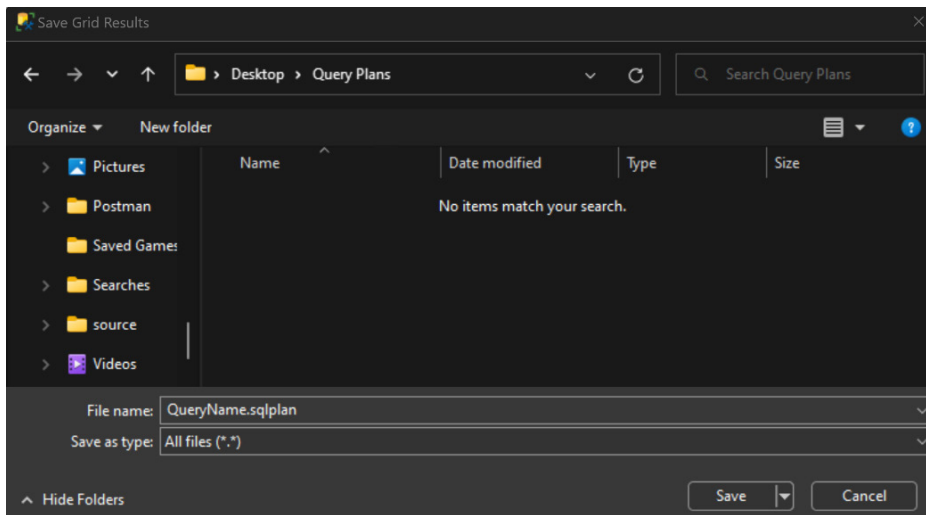 Save Grid Results
Desktop Query Plans
Search Query Plans
Organize New folder
Name Date modified Type Size
No items match your search.
Pictures
Postman
Saved Games
Searches
source
Videos
File name: QueryName.sqlplan
Save as type: All files (*.*)
Hide Folders Save Cancel